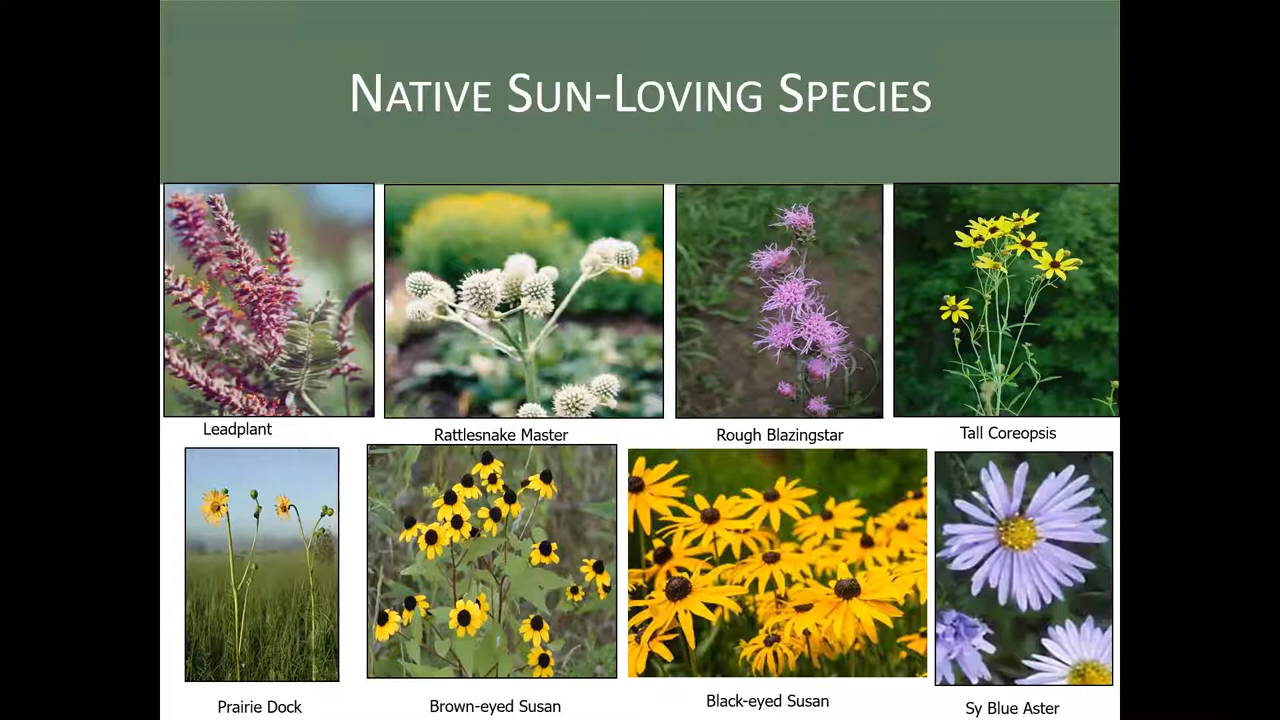 Native Sun-Loving Species
Leadplant
Rattlesnake Master
Rough Blazingstar
Tall Coreopsis
Prairie Dock
Brown-eyed Susan
Black-eyed Susan
Sy Blue Aster